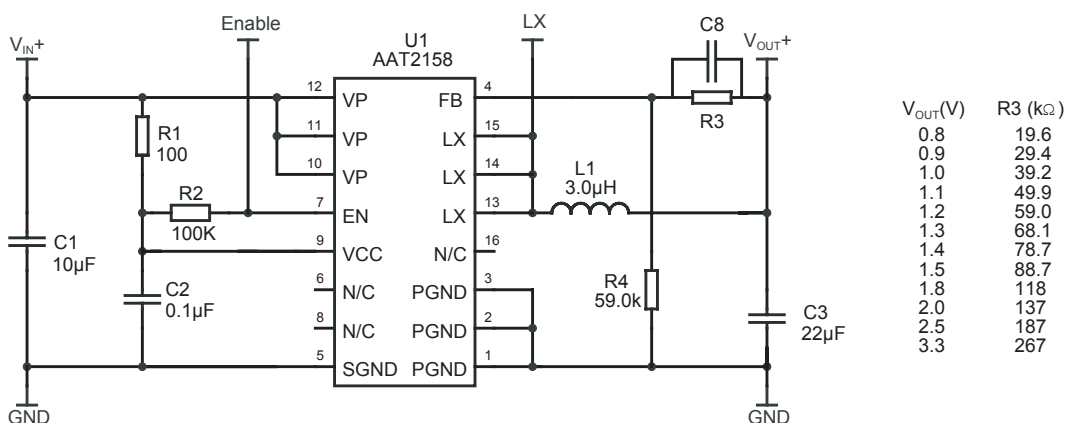 Enable
LX
C8
VIN+
U1
VOUT+
AAT2158
12
VP
FB
4
R3
R1
100
11
VP
LX
15
10
VP
LX
14
L1
3.0µH
R2
100K
7
EN
LX
13
C1
10µF
9
VCC
N/C
16
C2
0.1µF
6
N/C
PGND
3
R4
59.0k
8
N/C
PGND
2
C3
22µF
5
SGND
PGND
1
GND
GND
VOUT(V) R3 (kΩ)
0.8 19.6
0.9 29.4
1.0 39.2
1.1 49.9
1.2 59.0
1.3 68.1
1.4 78.7
1.5 88.7
1.8 118
2.0 137
2.5 187
3.3 267